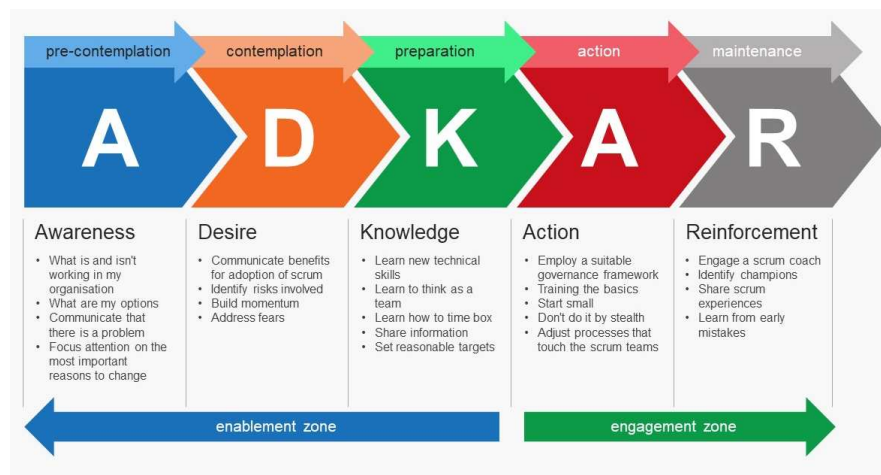 pre-contemplation
contemplation
preparation
action
maintenance
A
D
K
A
R
Awareness
• What is and isn't
working in my
organisation
• What are my options
• Communicate that
there is a problem
• Focus attention on the
most important
reasons to change
Desire
• Communicate benefits
for adoption of scrum
• Identify risks involved
• Build momentum
• Address fears
Knowledge
• Learn new technical
skills
• Learn to think as a
team
• Learn how to time box
• Share information
• Set reasonable targets
Action
• Employ a suitable
governance framework
• Training the basics
• Start small
• Don't do it by stealth
• Adjust processes that
touch the scrum teams
Reinforcement
• Engage a scrum coach
• Identify champions
• Share scrum
experiences
• Learn from early
mistakes
enablement zone
engagement zone